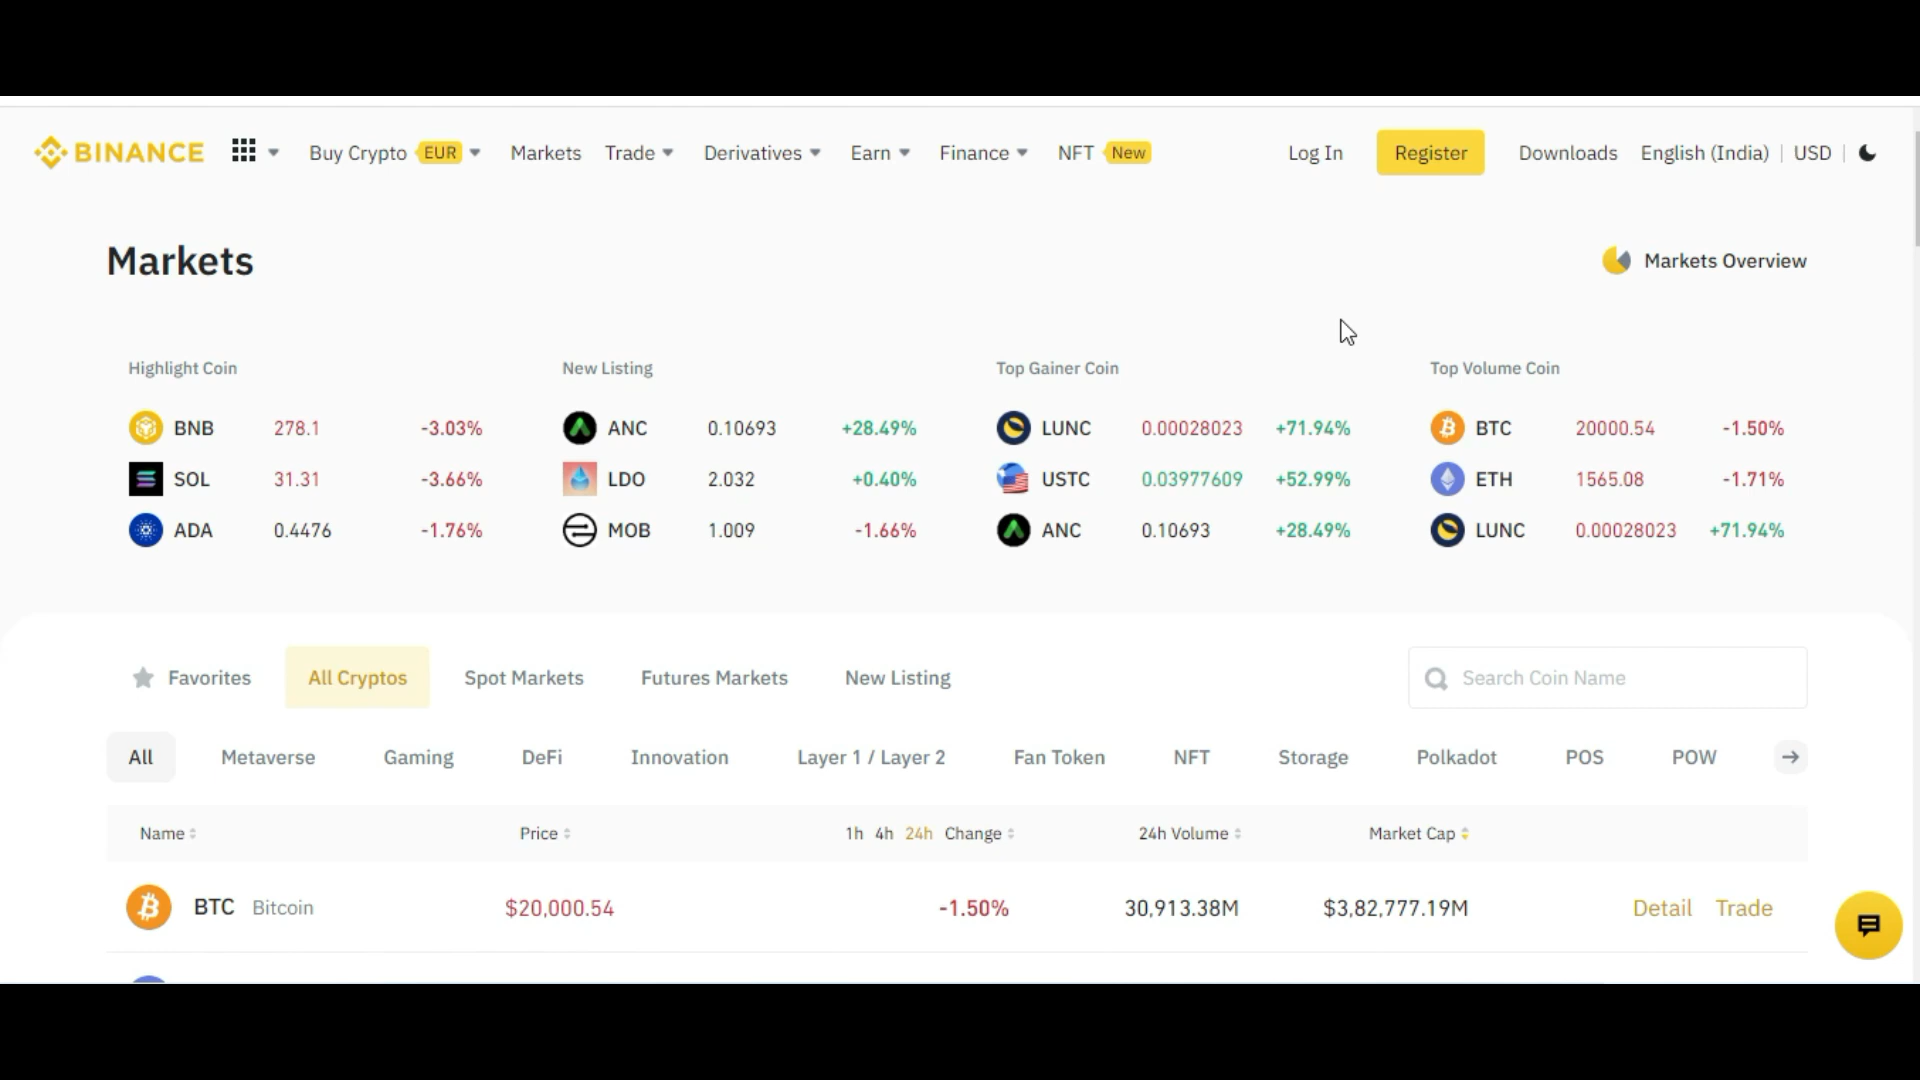 BINANCE Buy Crypto EUR Markets Trade Derivatives Earn Finance NFT New Log In Register Downloads English (India) | USD |
Markets
Markets Overview
Highlight Coin New Listing Top Gainer Coin Top Volume Coin
BNB 278.1 -3.03% ANC 0.10693 +28.49% LUNC 0.00028023 +71.94% BTC 20000.54 -1.50%
SOL 31.31 -3.66% LDO 2.032 +0.40% USTC 0.03977609 +52.99% ETH 1565.08 -1.71%
ADA 0.4476 -1.76% MOB 1.009 -1.66% ANC 0.10693 +28.49% LUNC 0.00028023 +71.94%
Favorites All Cryptos Spot Markets Futures Markets New Listing Search Coin Name
All Metaverse Gaming DeFi Innovation Layer 1 / Layer 2 Fan Token NFT Storage Polkadot POS POW
Name Price 1h 4h 24h Change 24h Volume Market Cap
BTC Bitcoin $20,000.54 -1.50% 30,913.38M $3,82,777.19M Detail Trade